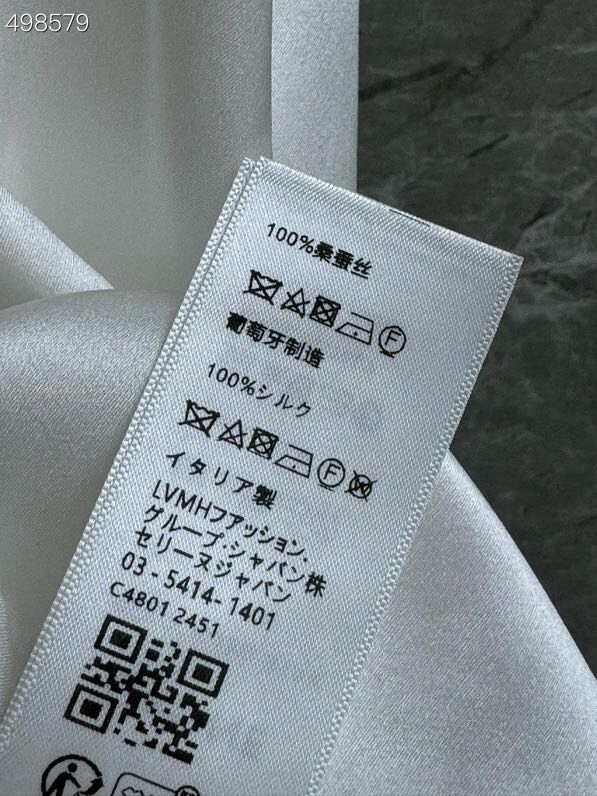 498579
100%桑蚕丝
F
葡萄牙制造
100%シルク
F
イタリア製
LVMHファッション.
グループ.ジャパン株
セリーヌジャパン
03-5414-1401
C4801 2451